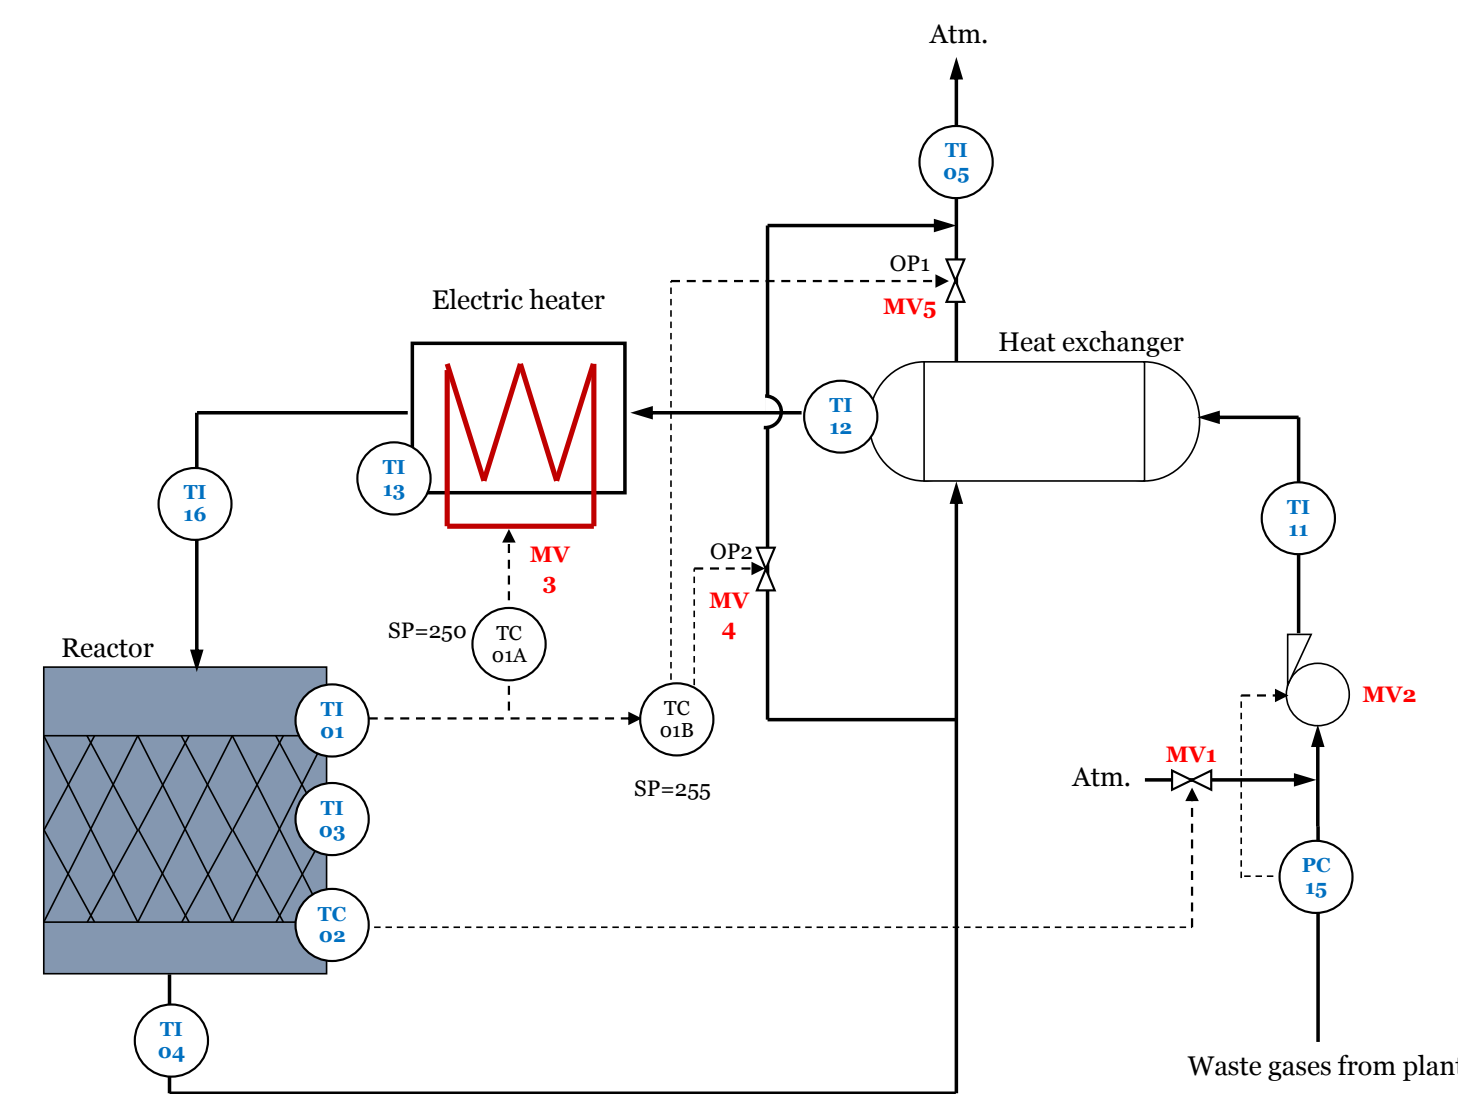 Atm.
TI
05
OP1
MV5
Electric heater
Heat exchanger
TI
12
TI
13
TI
16
TI
11
OP2
MV
3
MV
4
SP=250
TC
01A
Reactor
TI
01
TC
01B
MV2
MV1
Atm.
SP=255
TI
03
PC
15
TC
02
TI
04
Waste gases from plant